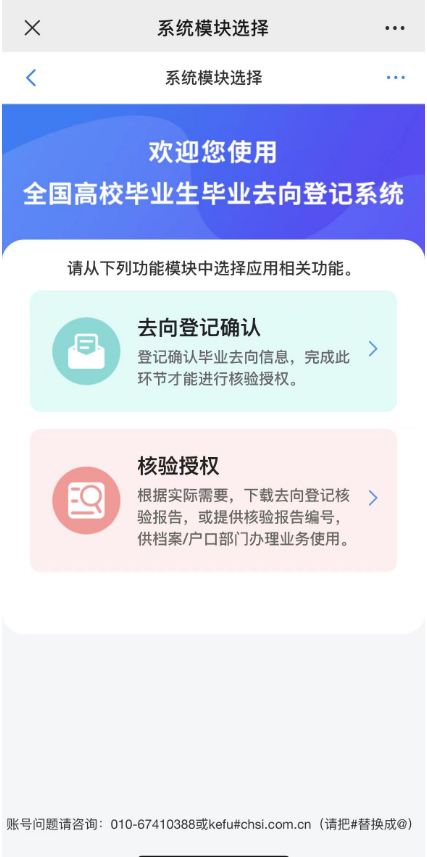 系统模块选择
系统模块选择
欢迎您使用
全国高校毕业生毕业去向登记系统
请从下列功能模块中选择应用相关功能。
去向登记确认
登记确认毕业去向信息，完成此
环节才能进行核验授权。
核验授权
根据实际需要，下载去向登记核
验报告，或提供核验报告编号，
供档案/户口部门办理业务使用。
账号问题请咨询：010-67410388或kefu#chsi.com.cn（请把#替换成@）